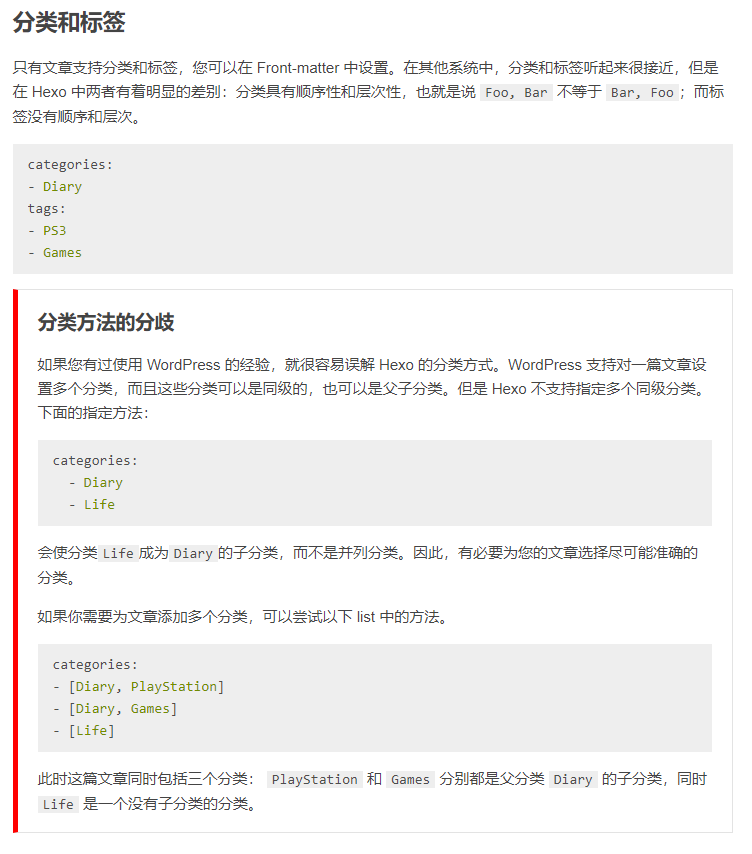 分类和标签
只有文章支持分类和标签，您可以在 Front-matter 中设置。在其他系统中，分类和标签听起来很接近，但是
在 Hexo 中两者有着明显的差别：分类具有顺序性和层次性，也就是说 Foo, Bar 不等于 Bar, Foo；而标
签没有顺序和层次。
categories:
- Diary
tags:
- PS3
- Games
分类方法的分歧
如果您有过使用 WordPress 的经验，就很容易误解 Hexo 的分类方式。WordPress 支持对一篇文章设
置多个分类，而且这些分类可以是同级的，也可以是父子分类。但是 Hexo 不支持指定多个同级分类。
下面的指定方法：
categories:
  - Diary
  - Life
会使分类Life成为Diary的子分类，而不是并列分类。因此，有必要为您的文章选择尽可能准确的
分类。
如果你需要为文章添加多个分类，可以尝试以下 list 中的方法。
categories:
- [Diary, PlayStation]
- [Diary, Games]
- [Life]
此时这篇文章同时包括三个分类： PlayStation 和 Games 分别都是父分类 Diary 的子分类，同时
Life 是一个没有子分类的分类。